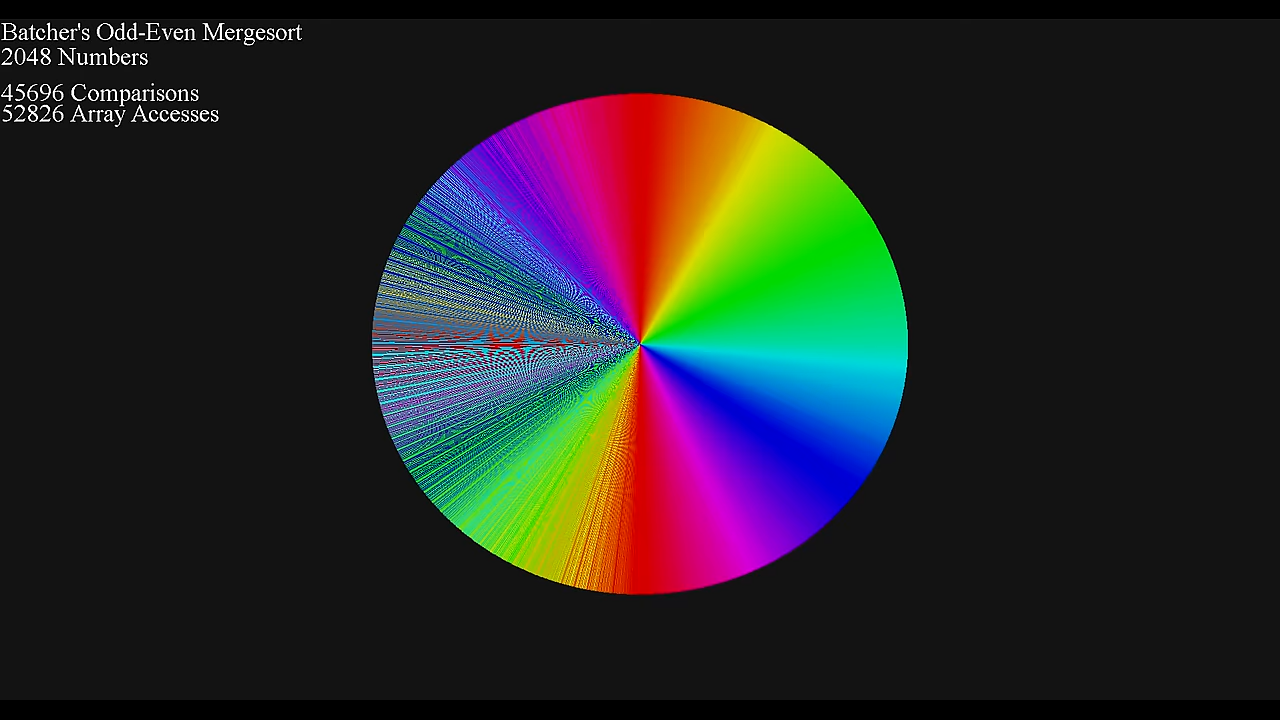 Batcher's Odd-Even Mergesort
2048 Numbers
45696 Comparisons
52826 Array Accesses